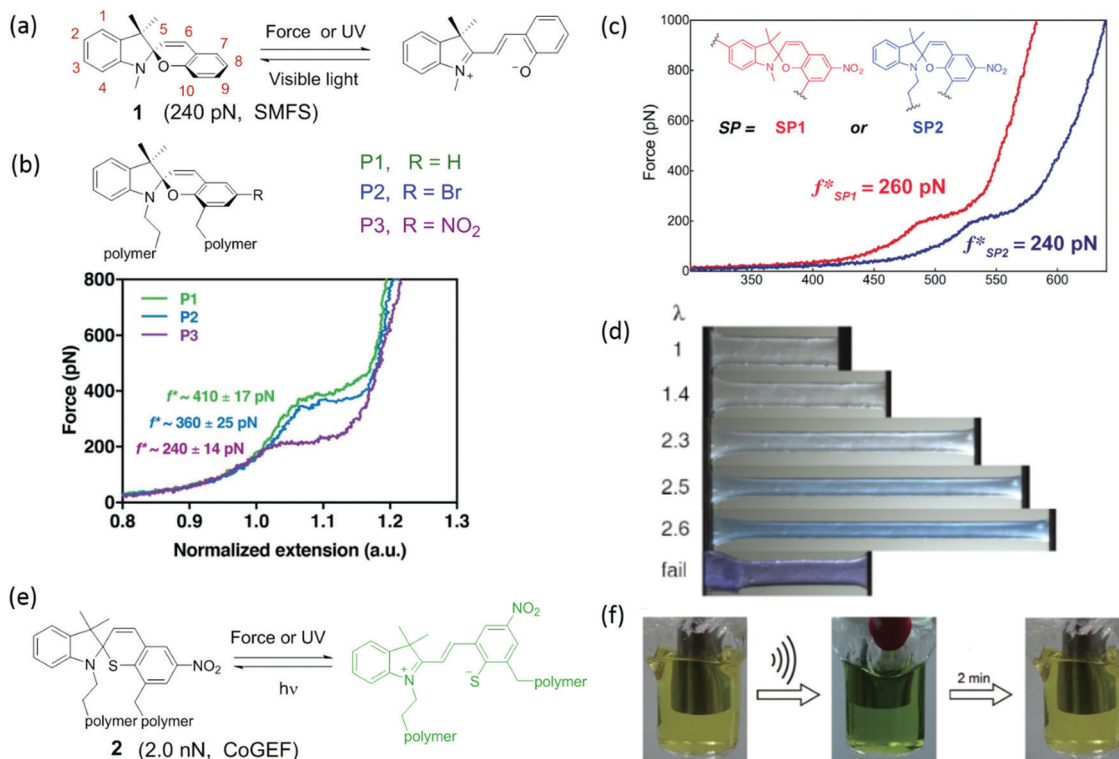 (a)
1
2
3
4
5
6
7
8
9
10
N
O
Force or UV
Visible light
N
+
-O
1 (240 pN, SMFS)
(b)
N
O
R
polymer
polymer
P1, R = H
P2, R = Br
P3, R = NO2
Force (pN)
800
600
400
200
0
P1
P2
P3
f* ~ 410 ± 17 pN
f* ~ 360 ± 25 pN
f* ~ 240 ± 14 pN
0.8 0.9 1.0 1.1 1.2 1.3
Normalized extension (a.u.)
(c)
Force (pN)
1000
800
600
400
200
0
N
O
NO2
N
O
NO2
SP = SP1 or SP2
f*SP1 = 260 pN
f*SP2 = 240 pN
350 400 450 500 550 600
(d)
λ
1
1.4
2.3
2.5
2.6
fail
(e)
N
S
NO2
polymer polymer
2 (2.0 nN, CoGEF)
Force or UV
hν
NO2
N
+
-S
polymer
polymer
(f)
2 min